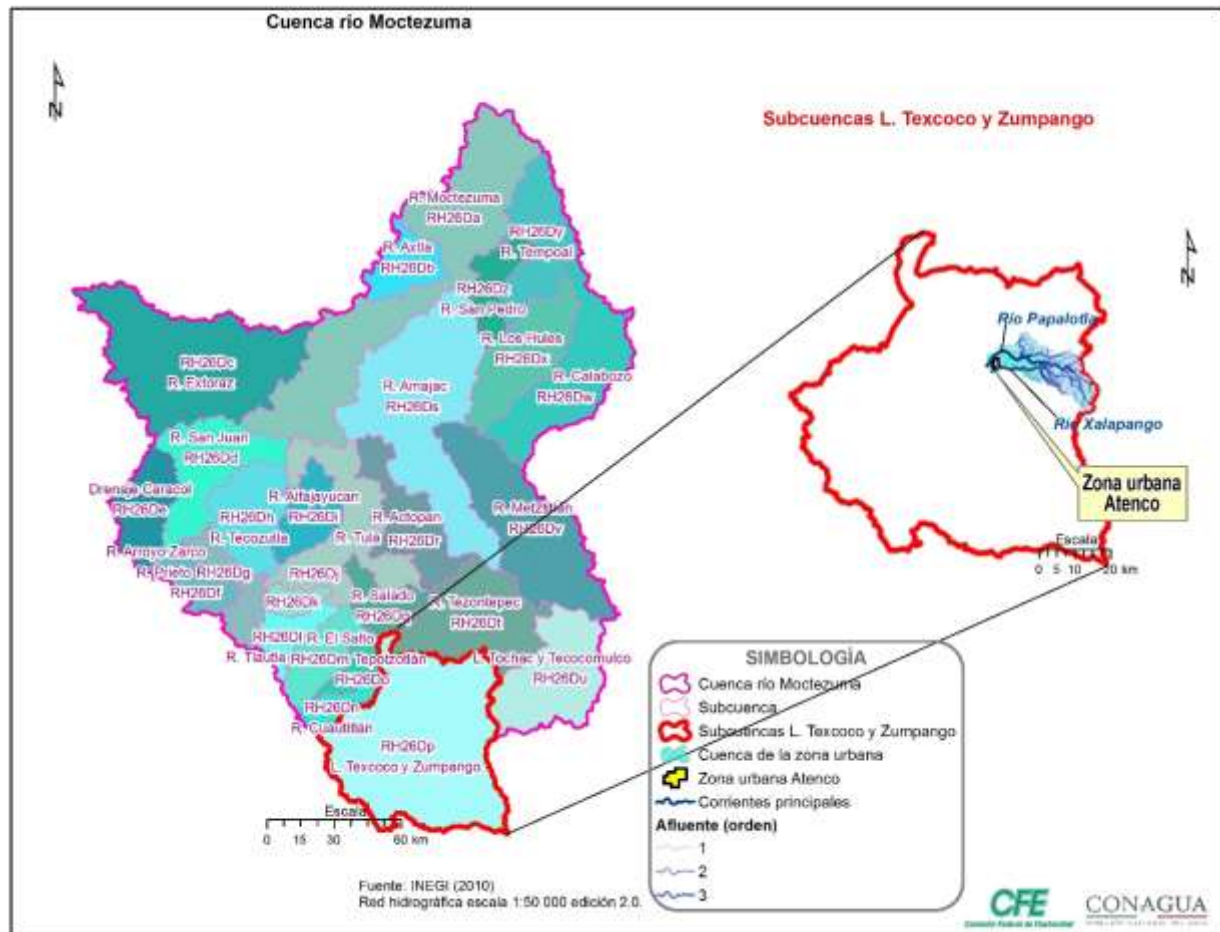 Cuenca río Moctezuma
N
N
Subcuencas L. Texcoco y Zumpango
R. Moctezuma
RH26Da
R. Axtla
RH26Db
RH26Dy
R. Tempoal
RH26Dz
R. San Pedro
R. Los Hules
RH26Dx
R. Calabozo
RH26Dw
RH26Dc
R. Extoraz
R. Amajac
RH26Ds
R. San Juan
RH26Dd
Drenaje Caracol
RH26De
R. Alfajayucan
RH26Di
RH26Dh
R. Tecozutla
R. Actopan
RH26Dr
R. Tula
R. Metztitlán
RH26Dv
R. Arroyo Zarco
R. Prieto
RH26Dg
RH26Df
RH26Dj
RH26Dk
R. Salado
RH26Dq
R. Tezontepec
RH26Dt
RH26Dl
R. El Salto
R. Tlautla
RH26Dm
Tepotzotlán
RH26Do
L. Tochac y Tecocomulco
RH26Du
RH26Dn
R. Cuautitlán
RH26Dp
L. Texcoco y Zumpango
Escala
0 15 30 60 km
N
Río Papalotla
Río Xalapango
Zona urbana
Atenco
Escala
0 5 10 20 km
SIMBOLOGÍA
Cuenca río Moctezuma
Subcuenca
Subcuencas L. Texcoco y Zumpango
Cuenca de la zona urbana
Zona urbana Atenco
Corrientes principales
Afluente (orden)
1
2
3
Fuente: INEGI (2010)
Red hidrográfica escala 1:50 000 edición 2.0.
CFE
Comisión Federal de Electricidad
CONAGUA